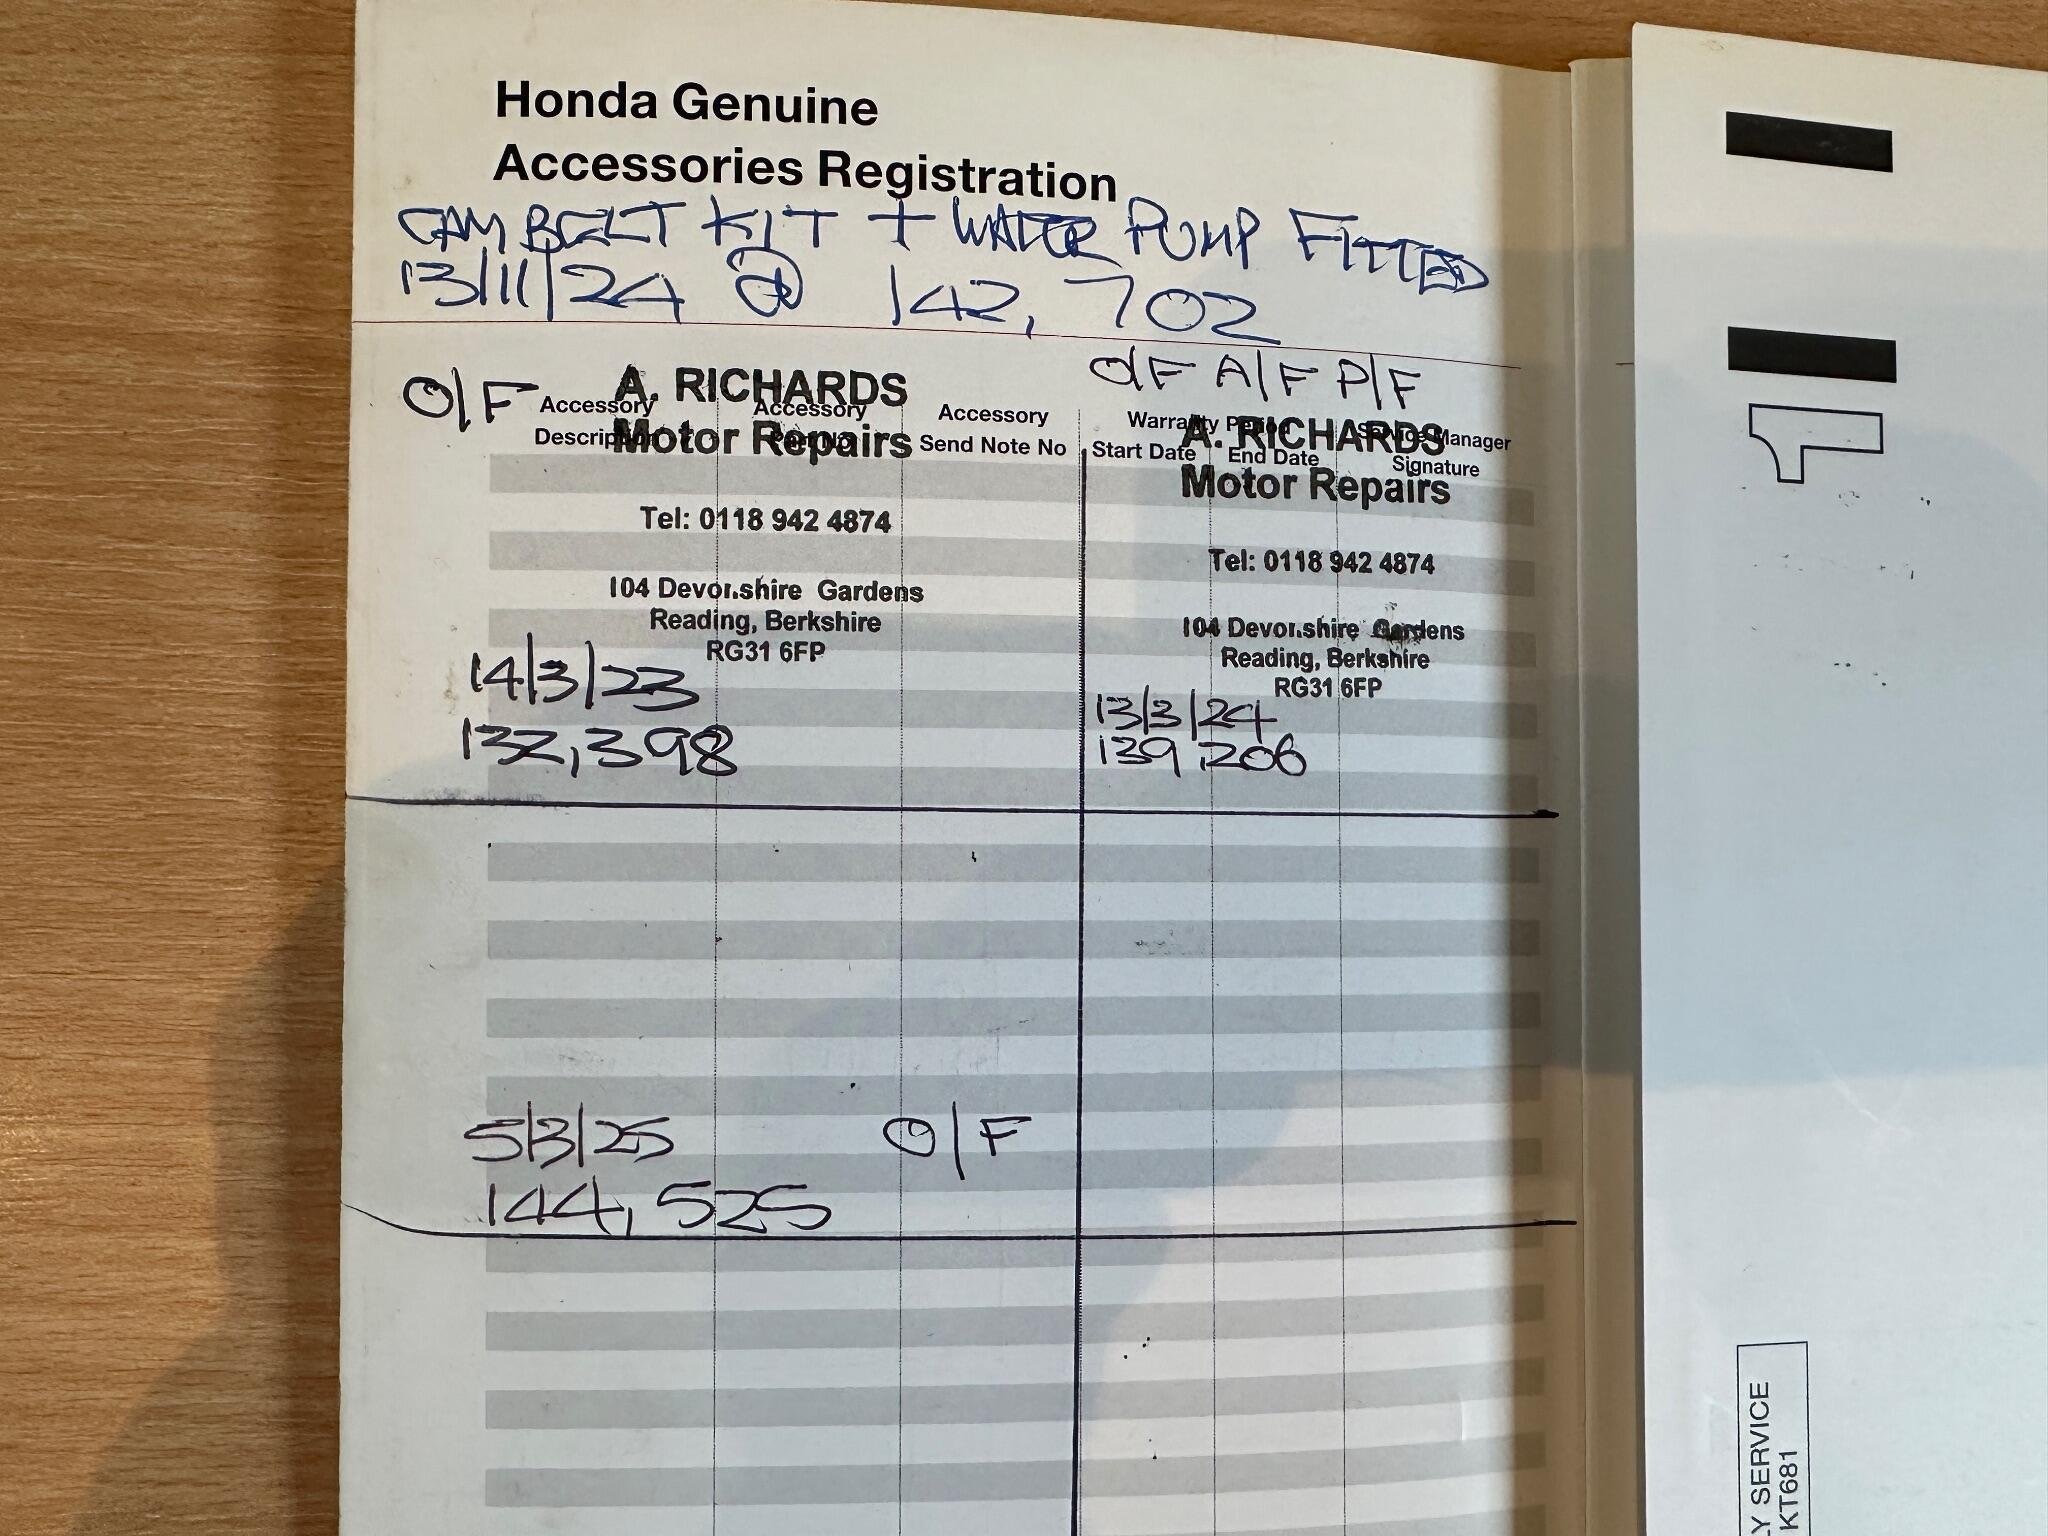 Honda Genuine
Accessories Registration
CAM BELT KIT + WATER PUMP FITTED
13/11/24 @ 142,702
O/F
A. RICHARDS
Motor Repairs
Accessory Description
Accessory Part No
Accessory Send Note No
Tel: 0118 942 4874
104 Devonshire Gardens
Reading, Berkshire
RG31 6FP
14/3/23
132,398
O/F A/F P/F
Warranty Period
Start Date End Date
Service Manager
Signature
A. RICHARDS
Motor Repairs
Tel: 0118 942 4874
104 Devonshire Gardens
Reading, Berkshire
RG31 6FP
13/3/24
139,206
5/3/25 O/F
144,525
Y SERVICE
KT681